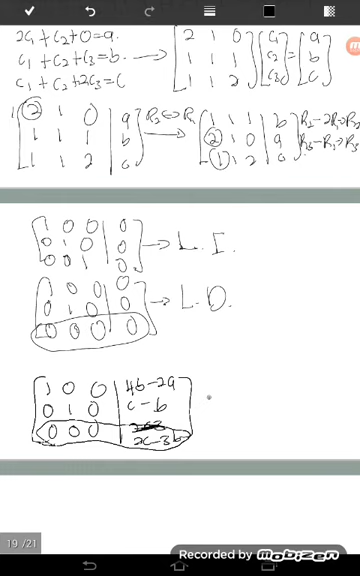 2c₁ + c₂ + 0 = a.
c₁ + c₂ + c₃ = b. → [2 1 0; 1 1 1; 1 1 2] [c₁; c₂; c₃] = [a; b; c]
c₁ + c₂ + 2c₃ = c
[2 1 0 | a; 1 1 1 | b; 1 1 2 | c] R₂↔R₁ → [1 1 1 | b; 2 1 0 | a; 1 1 2 | c] R₂-2R₁→R₂
R₃-R₁→R₃
[1 0 0 | 0; 0 1 0 | 0; 0 0 1 | 0] → L.I.
[1 0 0 | 0; 0 1 0 | 0; 0 0 0 | 0] → L.D.
1 0 0 | 4b-2a
0 1 0 | c-b
0 0 0 | 2c-3b
19 /21
Recorded by Mobizen